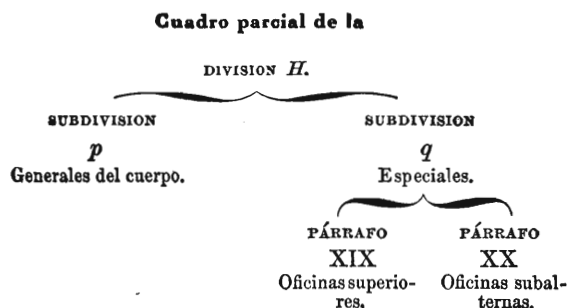 Cuadro parcial de la
DIVISION H.
SUBDIVISION SUBDIVISION
p q
Generales del cuerpo. Especiales.
PÁRRAFO PÁRRAFO
XIX XX
Oficinas superio- Oficinas subal-
res. ternas.